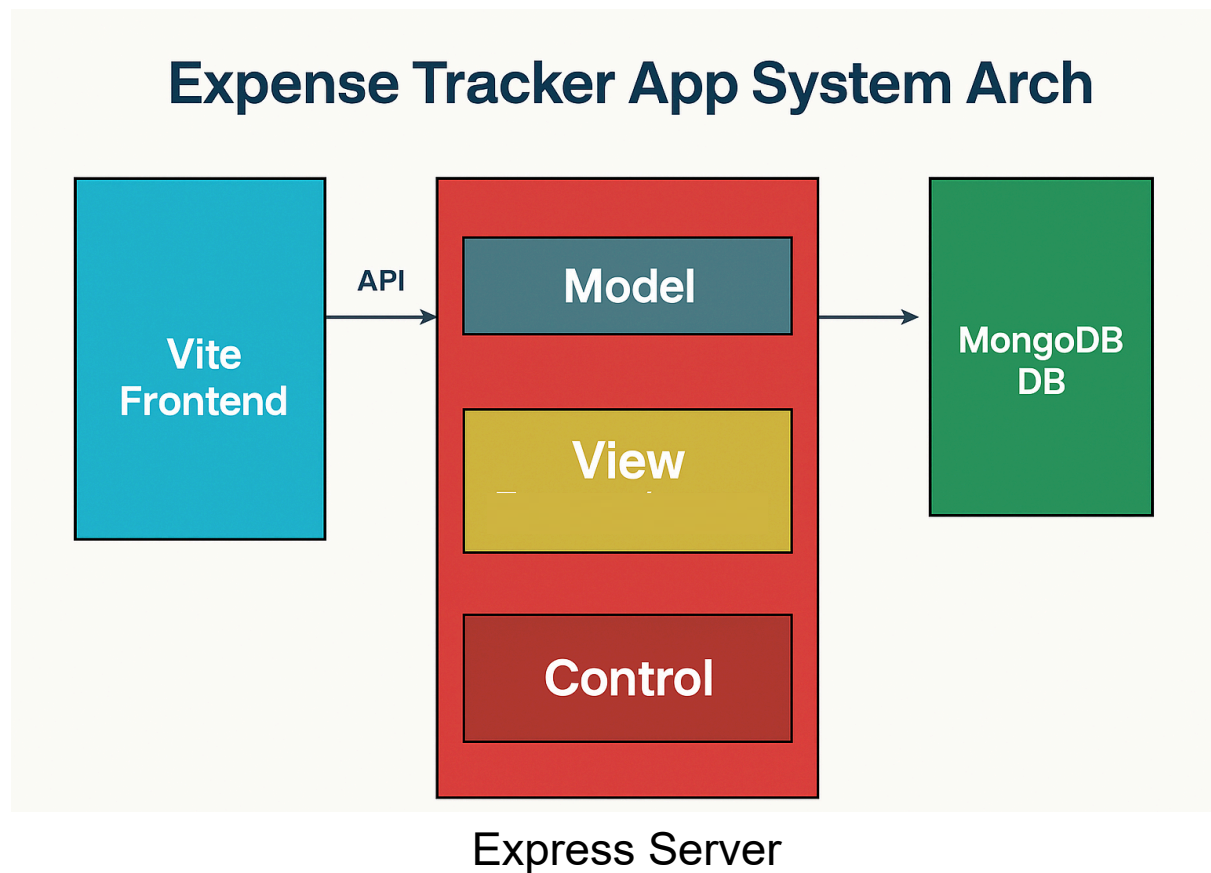 Expense Tracker App System Arch
API
Vite
Frontend
Model
View
Control
MongoDB
DB
Express Server